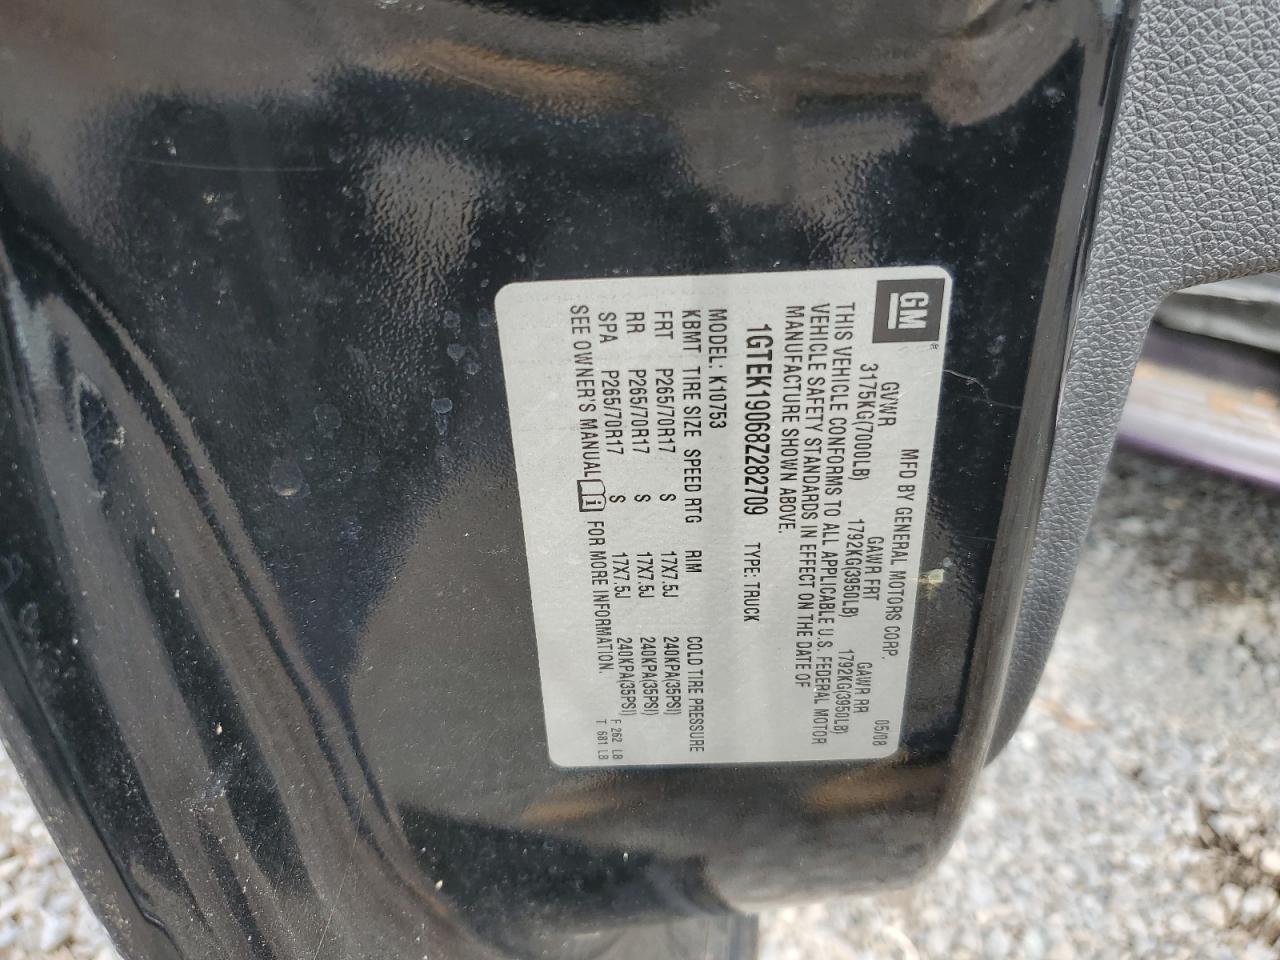 GM
MFD BY GENERAL MOTORS CORP. 05/08
GVWR GAWR FRT GAWR RR
3175KG(7000LB) 1792KG(3950LB) 1792KG(3950LB)
THIS VEHICLE CONFORMS TO ALL APPLICABLE U.S. FEDERAL MOTOR
VEHICLE SAFETY STANDARDS IN EFFECT ON THE DATE OF
MANUFACTURE SHOWN ABOVE.
1GTEK19068Z282709 TYPE: TRUCK
MODEL: K10753
KBMT TIRE SIZE SPEED RTG RIM COLD TIRE PRESSURE
FRT P265/70R17 S 17X7.5J 240KPA(35PSI)
RR P265/70R17 S 17X7.5J 240KPA(35PSI)
SPA P265/70R17 S 17X7.5J 240KPA(35PSI)
SEE OWNER'S MANUAL i FOR MORE INFORMATION.
F 262 LB
T 681 LB